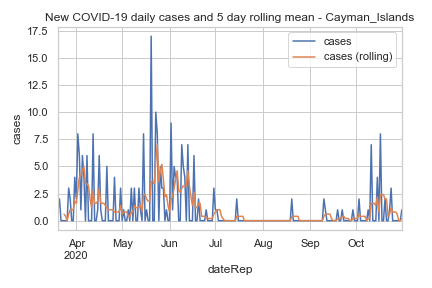 New COVID-19 daily cases and 5 day rolling mean - Cayman_Islands
17.5
15.0
12.5
10.0
7.5
5.0
2.5
0.0
cases
cases
cases (rolling)
Apr
2020
May
Jun
Jul
Aug
Sep
Oct
dateRep